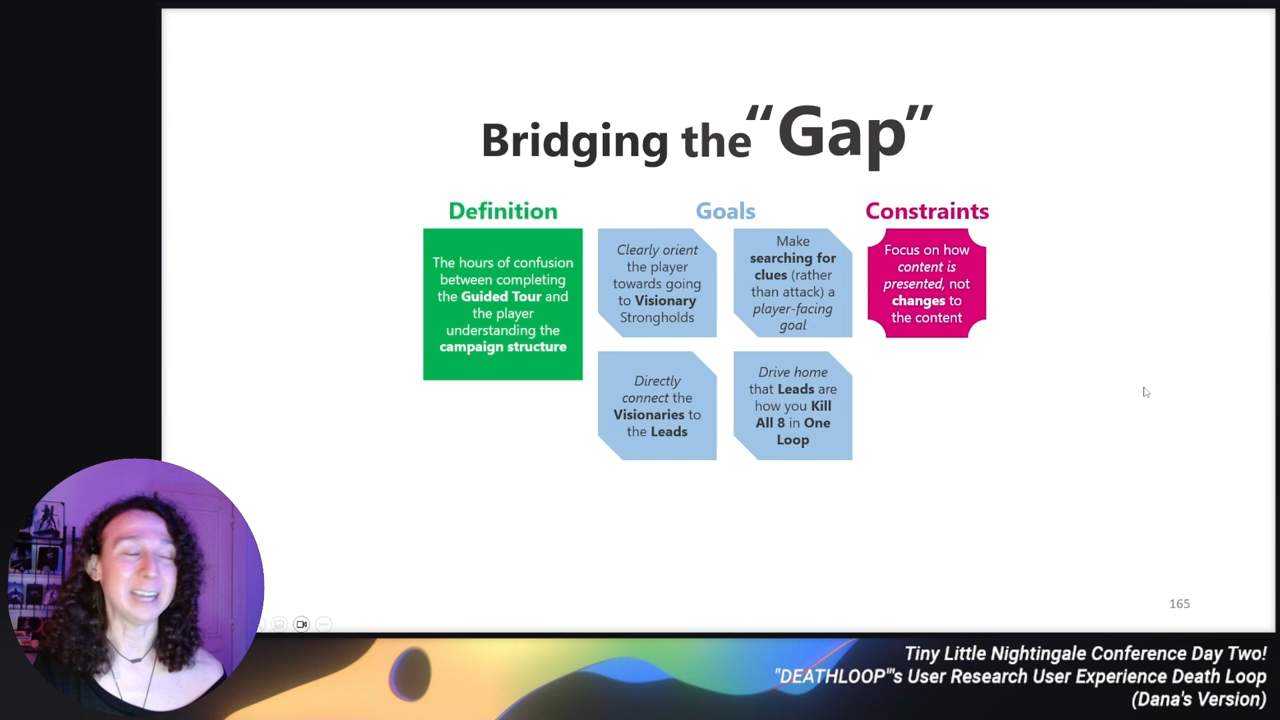 Bridging the “Gap”
Definition
The hours of confusion
between completing
the Guided Tour and
the player
understanding the
campaign structure
Goals
Clearly orient
the player
towards going
to Visionary
Strongholds
Make
searching for
clues (rather
than attack) a
player-facing
goal
Directly
connect the
Visionaries to
the Leads
Drive home
that Leads are
how you Kill
All 8 in One
Loop
Constraints
Focus on how
content is
presented, not
changes to
the content
165
Tiny Little Nightingale Conference Day Two!
"DEATHLOOP"'s User Research User Experience Death Loop
(Dana's Version)